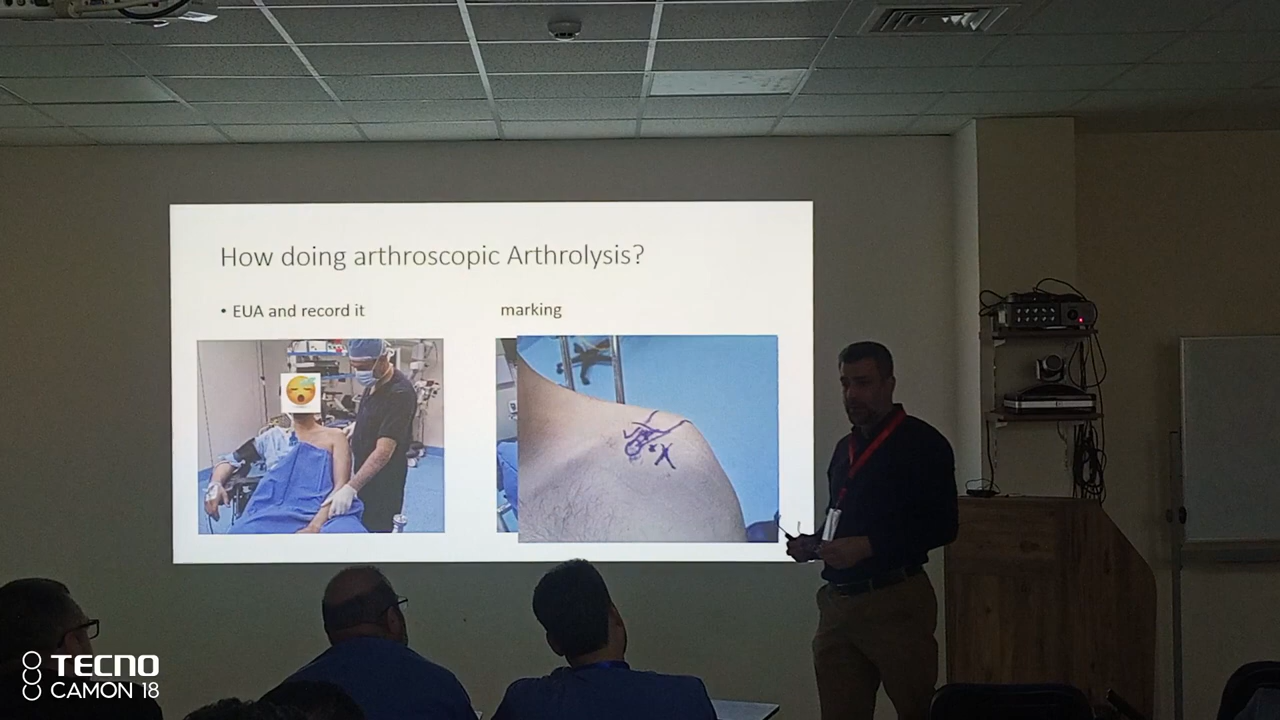 How doing arthroscopic Arthrolysis?
• EUA and record it
marking
TECNO
CAMON 18